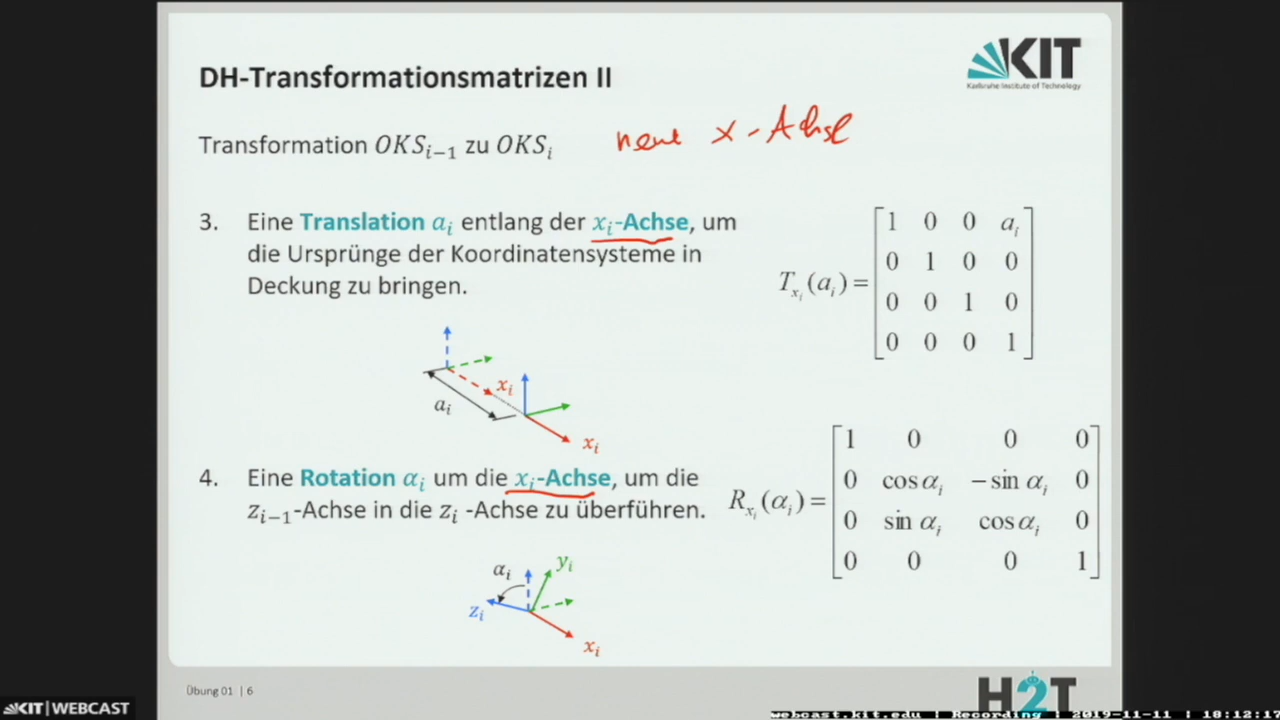 DH-Transformationsmatrizen II
KIT
Karlsruhe Institute of Technology
Transformation OKS_{i−1} zu OKS_i
neue x-Achse
3. Eine Translation a_i entlang der x_i-Achse, um
die Ursprünge der Koordinatensysteme in
Deckung zu bringen.
T_{x_i}(a_i) =
1 0 0 a_i
0 1 0 0
0 0 1 0
0 0 0 1
x_i
a_i
x_i
4. Eine Rotation α_i um die x_i-Achse, um die
z_{i−1}-Achse in die z_i -Achse zu überführen.
R_{x_i}(α_i) =
1 0 0 0
0 cos α_i − sin α_i 0
0 sin α_i cos α_i 0
0 0 0 1
α_i
y_i
z_i
x_i
Übung 01 | 6
H2T
KIT | WEBCAST
webcast.kit.edu | Recording | 2019-11-11 | 18:12:17